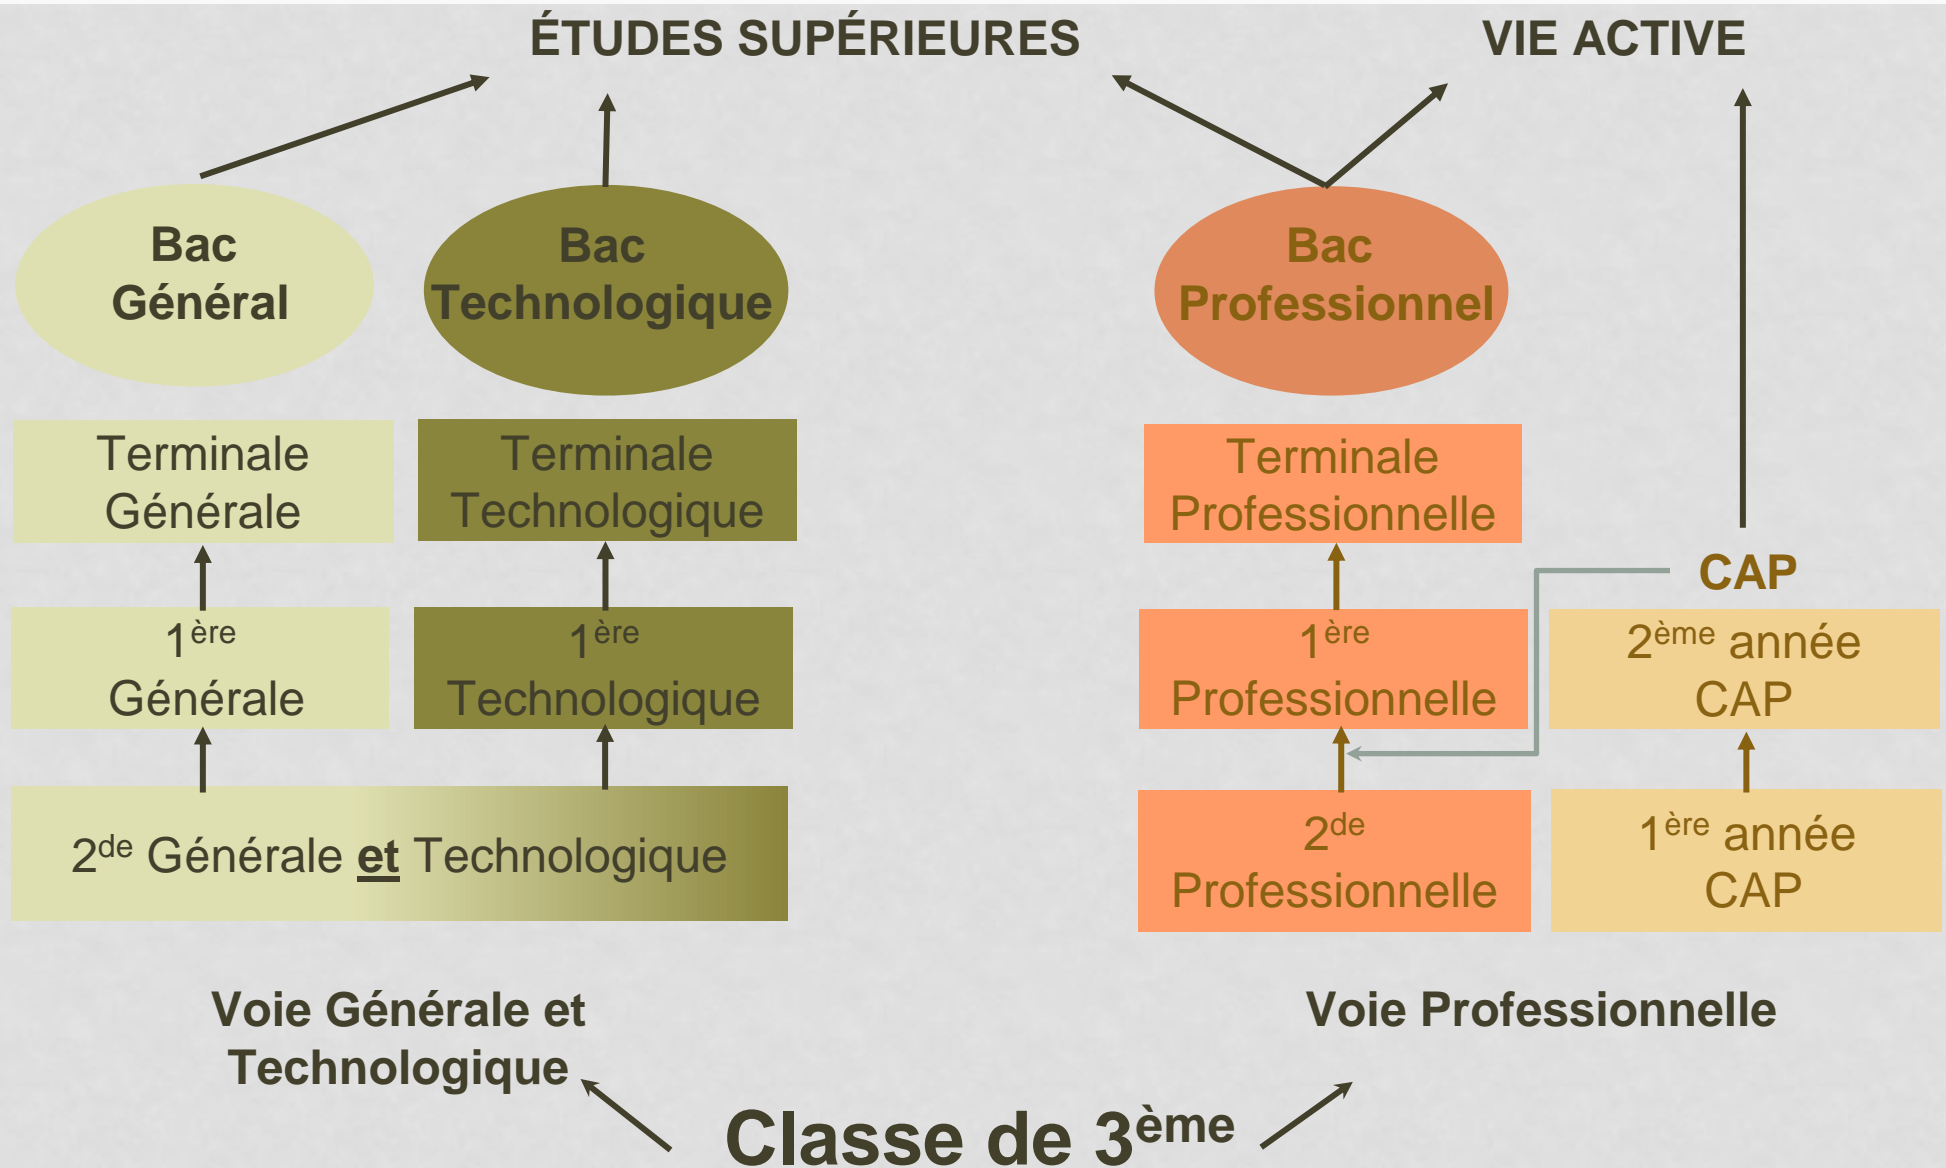 ÉTUDES SUPÉRIEURES
VIE ACTIVE
Bac
Général
Bac
Technologique
Bac
Professionnel
Terminale
Générale
Terminale
Technologique
Terminale
Professionnelle
CAP
1ère
Générale
1ère
Technologique
1ère
Professionnelle
2ème année
CAP
2de Générale et Technologique
2de
Professionnelle
1ère année
CAP
Voie Générale et
Technologique
Voie Professionnelle
Classe de 3ème